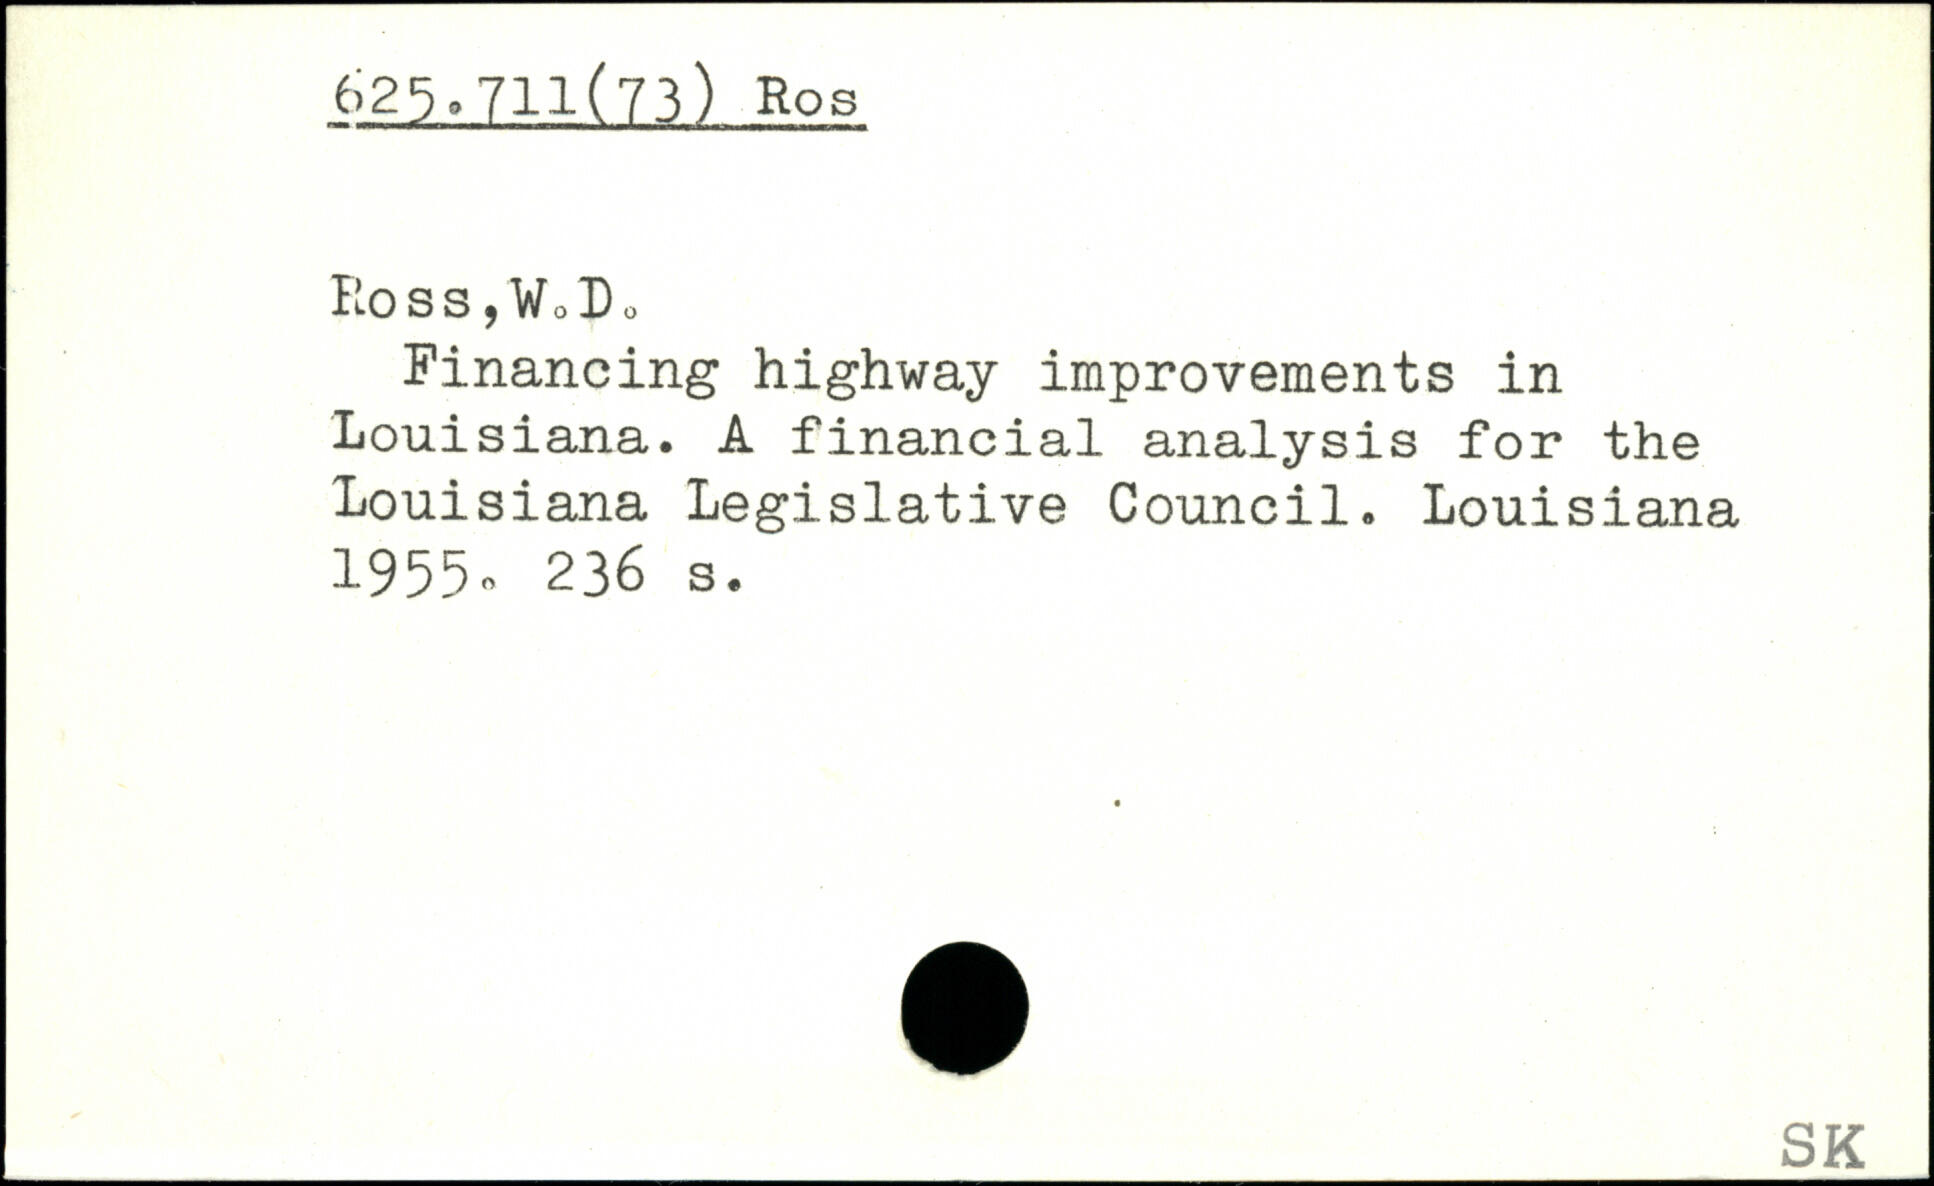 625.711(73) Ros
Ross,W.D.
Financing highway improvements in
Louisiana. A financial analysis for the
Louisiana Legislative Council. Louisiana
1955. 236 s.
SK